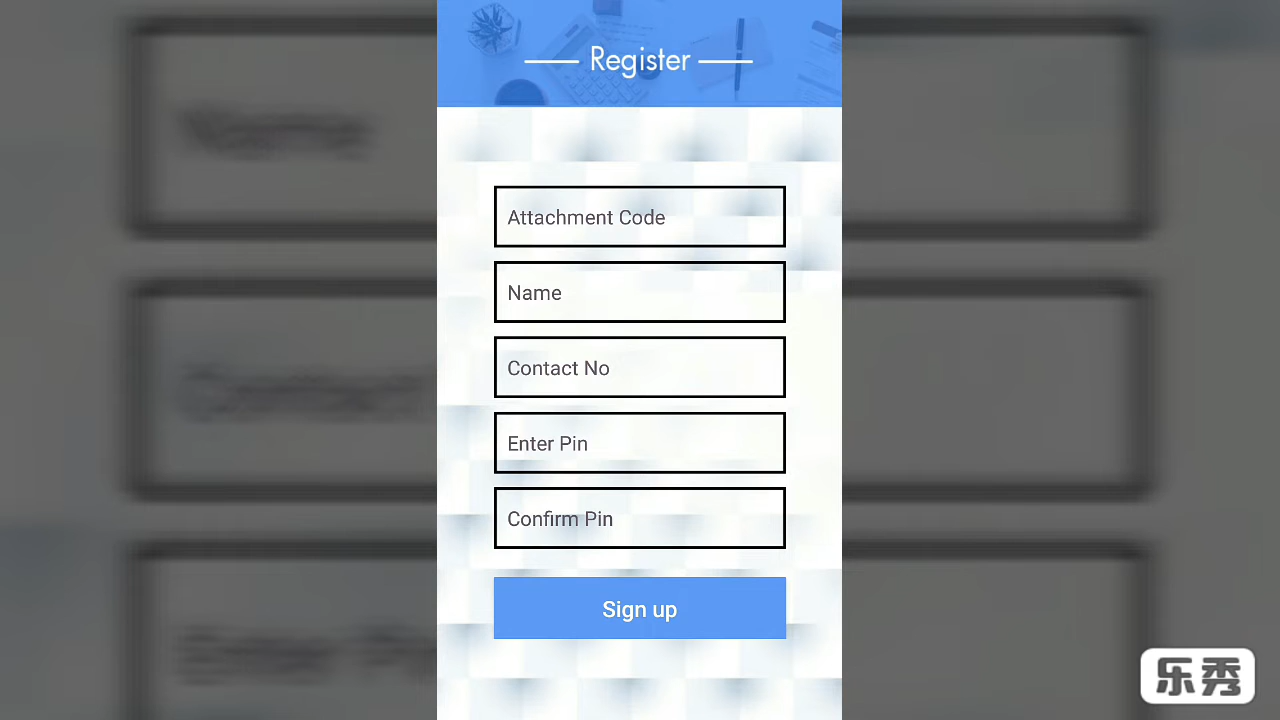 Register
Attachment Code
Name
Contact No
Enter Pin
Confirm Pin
Sign up
乐秀